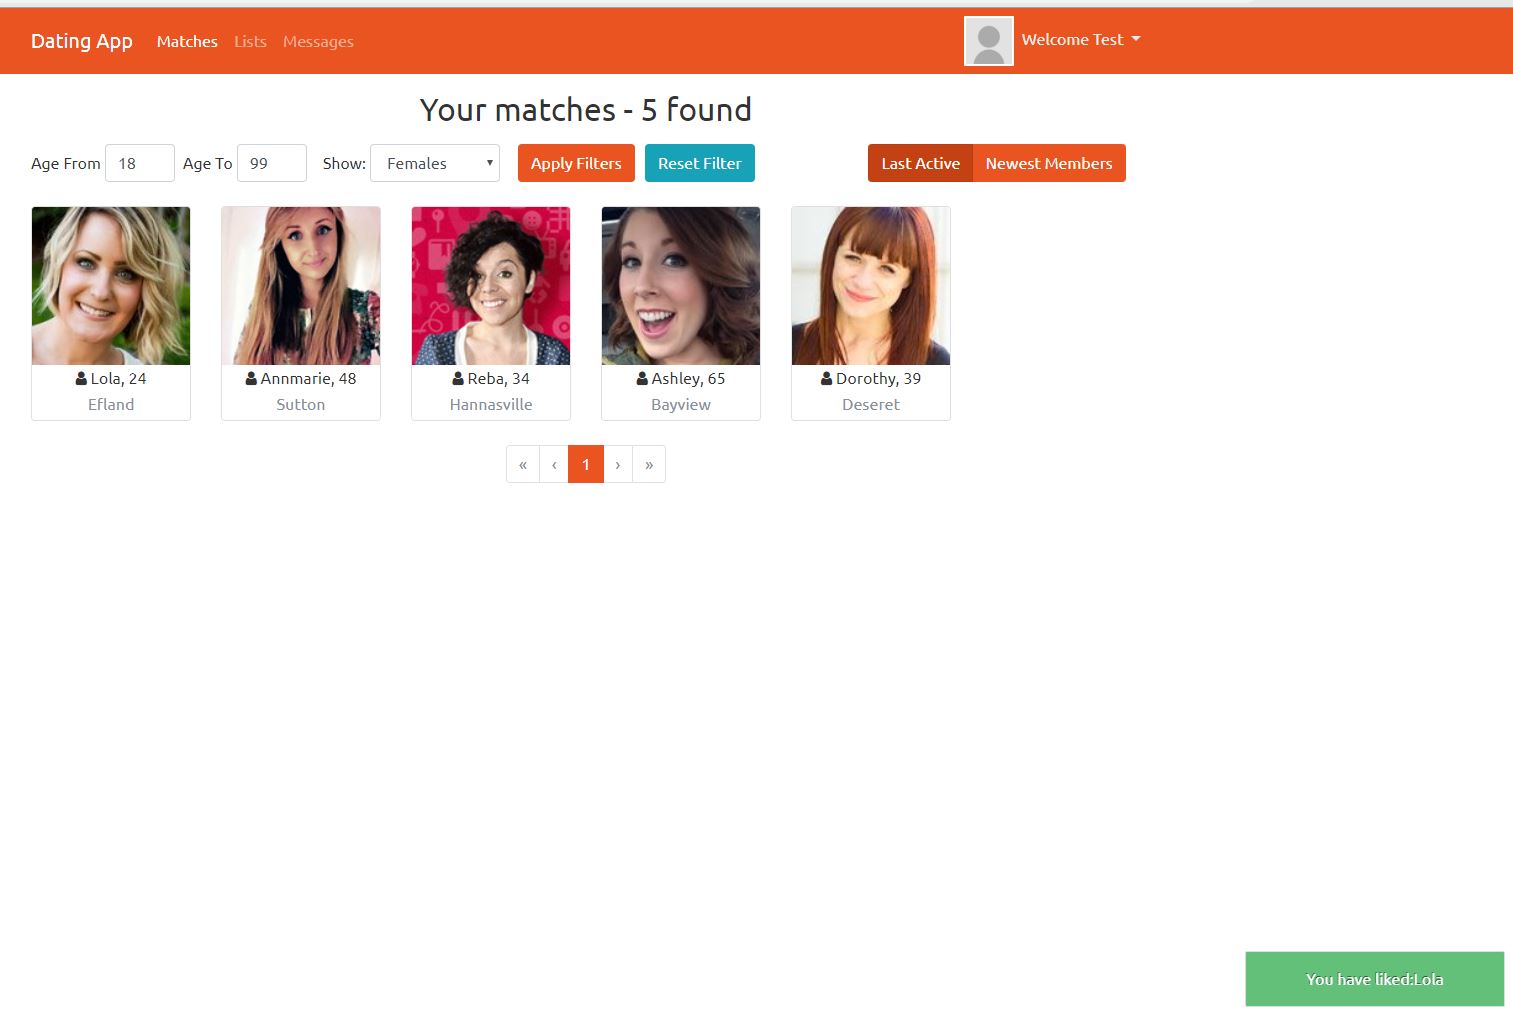 Dating App Matches Lists Messages Welcome Test
Your matches - 5 found
Age From 18 Age To 99 Show: Females Apply Filters Reset Filter Last Active Newest Members
Lola, 24
Efland
Annmarie, 48
Sutton
Reba, 34
Hannasville
Ashley, 65
Bayview
Dorothy, 39
Deseret
« ‹ 1 › »
You have liked:Lola